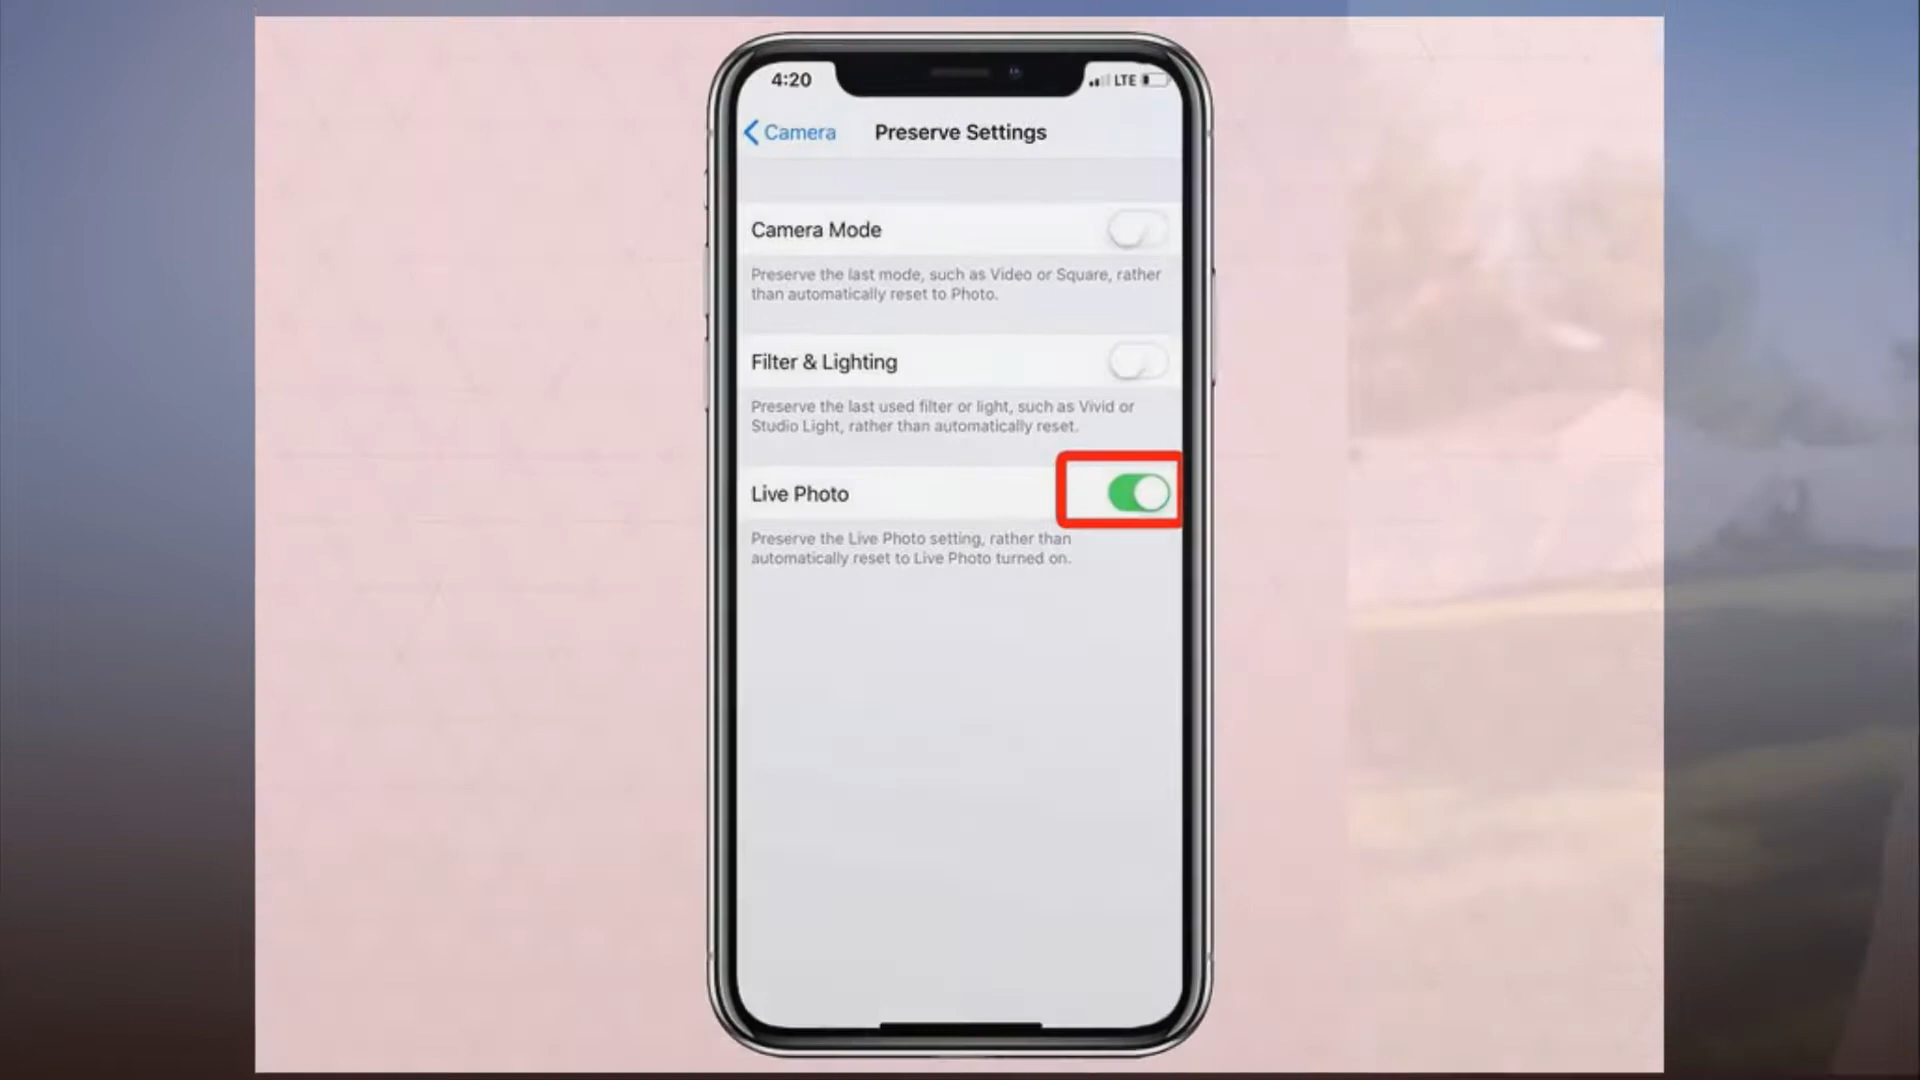 4:20
LTE
Camera
Preserve Settings
Camera Mode
Preserve the last mode, such as Video or Square, rather
than automatically reset to Photo.
Filter & Lighting
Preserve the last used filter or light, such as Vivid or
Studio Light, rather than automatically reset.
Live Photo
Preserve the Live Photo setting, rather than
automatically reset to Live Photo turned on.